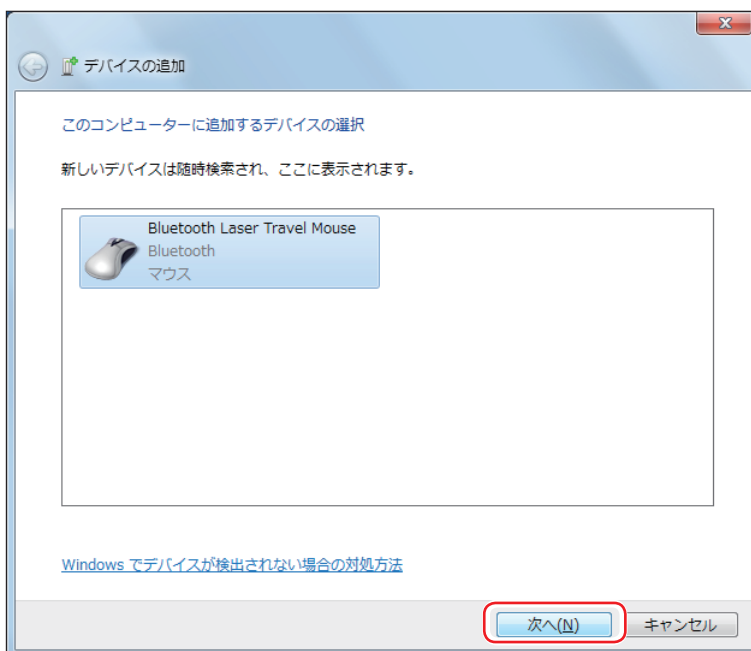 デバイスの追加
このコンピューターに追加するデバイスの選択
新しいデバイスは随時検索され、ここに表示されます。
Bluetooth Laser Travel Mouse
Bluetooth
マウス
Windows でデバイスが検出されない場合の対処方法
次へ(N)
キャンセル